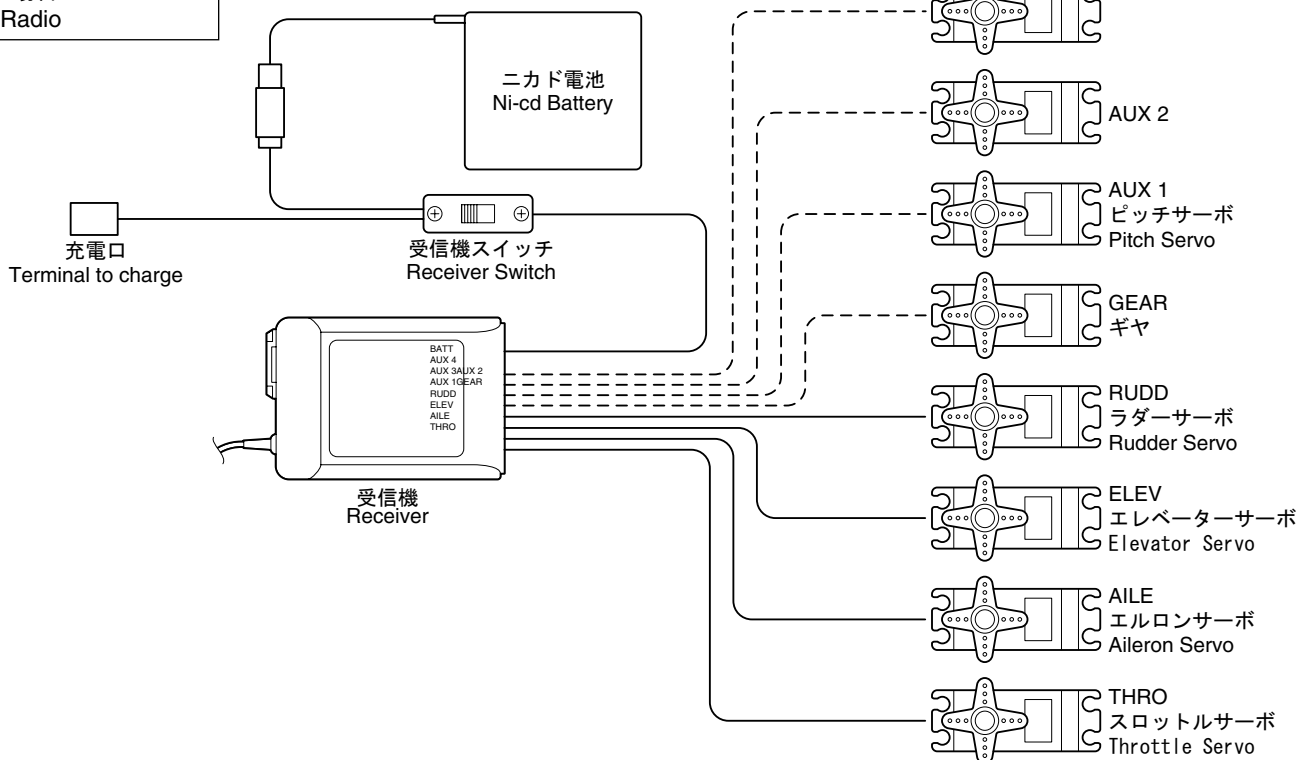 Radio
ニカド電池
Ni-cd Battery
AUX 2
AUX 1
ピッチサーボ
Pitch Servo
充電口
Terminal to charge
受信機スイッチ
Receiver Switch
GEAR
ギヤ
BATT
AUX 4
AUX 3AUX 2
AUX 1GEAR
RUDD
ELEV
AILE
THRO
受信機
Receiver
RUDD
ラダーサーボ
Rudder Servo
ELEV
エレベーターサーボ
Elevator Servo
AILE
エルロンサーボ
Aileron Servo
THRO
スロットルサーボ
Throttle Servo